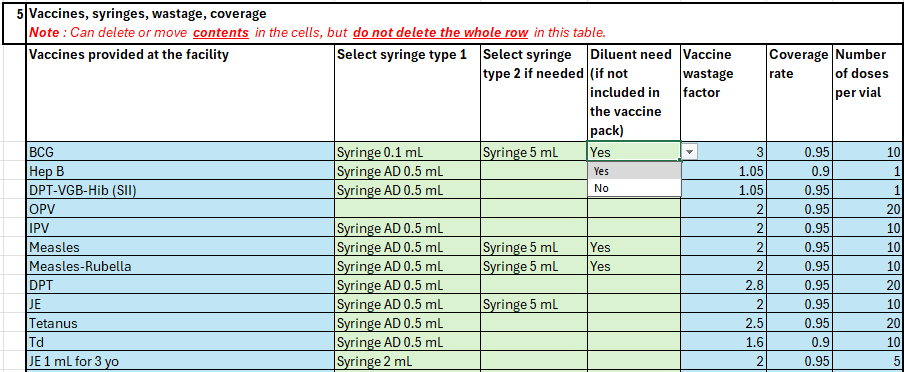 5 Vaccines, syringes, wastage, coverage
Note : Can delete or move contents in the cells, but do not delete the whole row in this table.
Vaccines provided at the facility Select syringe type 1 Select syringe type 2 if needed Diluent need (if not included in the vaccine pack) Vaccine wastage factor Coverage rate Number of doses per vial
BCG Syringe 0.1 mL Syringe 5 mL Yes 3 0.95 10
Yes
No
Hep B Syringe AD 0.5 mL 1.05 0.9 1
DPT-VGB-Hib (SII) Syringe AD 0.5 mL 1.05 0.95 1
OPV 2 0.95 20
IPV Syringe AD 0.5 mL 2 0.95 10
Measles Syringe AD 0.5 mL Syringe 5 mL Yes 2 0.95 10
Measles-Rubella Syringe AD 0.5 mL Syringe 5 mL Yes 2 0.95 10
DPT Syringe AD 0.5 mL 2.8 0.95 20
JE Syringe AD 0.5 mL Syringe 5 mL 2 0.95 10
Tetanus Syringe AD 0.5 mL 2.5 0.95 20
Td Syringe AD 0.5 mL 1.6 0.9 10
JE 1 mL for 3 yo Syringe 2 mL 2 0.95 5